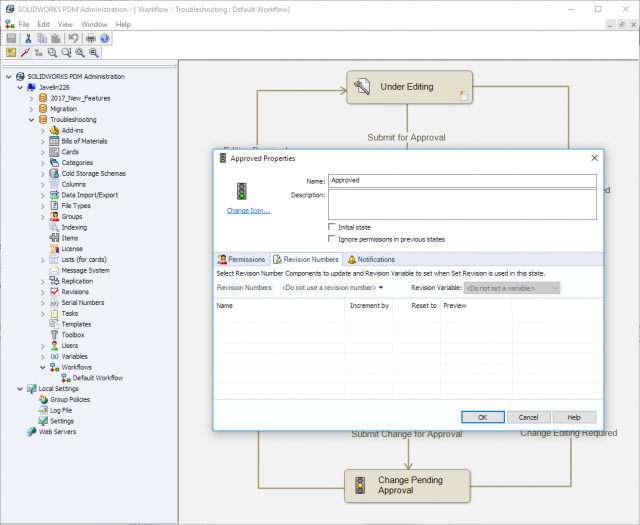 SOLIDWORKS PDM Administration - [ Workflow - Troubleshooting : Default Workflow]
File Edit View Window Help
SOLIDWORKS PDM Administration
Javelin226
2017_New_Features
Migration
Troubleshooting
Add-ins
Bills of Materials
Cards
Categories
Cold Storage Schemas
Columns
Data Import/Export
File Types
Groups
Indexing
Items
License
Lists (for cards)
Message System
Replication
Revisions
Serial Numbers
Tasks
Templates
Toolbox
Users
Variables
Workflows
Default Workflow
Local Settings
Group Policies
Log File
Settings
Web Servers
Under Editing
Submit for Approval
Approved Properties
Name:
Approved
Description:
Change Icon...
Initial state
Ignore permissions in previous states
Permissions
Revision Numbers
Notifications
Select Revision Number Components to update and Revision Variable to set when Set Revision is used in this state.
Revision Numbers: <Do not use a revision number>
Revision Variable: <Do not set a variable>
Name Increment by Reset to Preview
OK Cancel Help
Submit Change for Approval
Change Editing Required
Change Pending
Approval